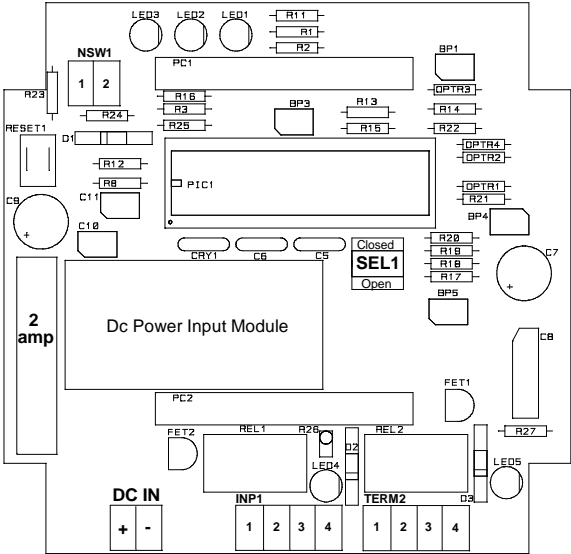 LED3 LED2 LED1 R11
R1
R2
NSW1
1 2
PC1
BP1
R23
OPTR3
R16
R3
R25
BP3
R13
R15
R14
R22
R24
RESET1
D1
OPTR4
OPTR2
R12
R8
PIC1
OPTR1
R21
C9
C11
BP4
C10
CRY1 C6 C5
Closed
SEL1
Open
R20
R19
R18
R17
C7
+
+
BP5
2
amp
Dc Power Input Module
C8
FET1
PC2
FET2
REL1
R26
REL2
R27
D2
LED4
LED5
D3
DC IN
INP1
TERM2
+ -
1 2 3 4
1 2 3 4